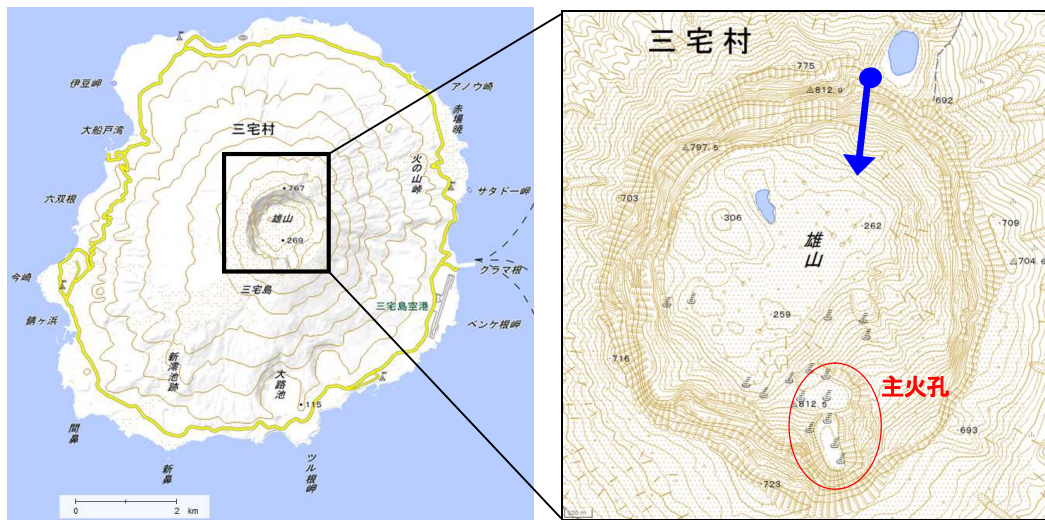 伊豆岬
アノウ崎
赤場暁
大船戸湾
三宅村
火の山峠
サタドー岬
六双根
767
雄山
269
今崎
三宅島
クラマ根
三宅島空港
錆ヶ浜
ベンケ根岬
新澪池跡
大路池
115
間鼻
新鼻
ツル根岬
0 2 km
三宅村
775
812.9
692
797.5
703
306
262
709
雄山
704.6
259
716
主火孔
812.6
693
723
100 m